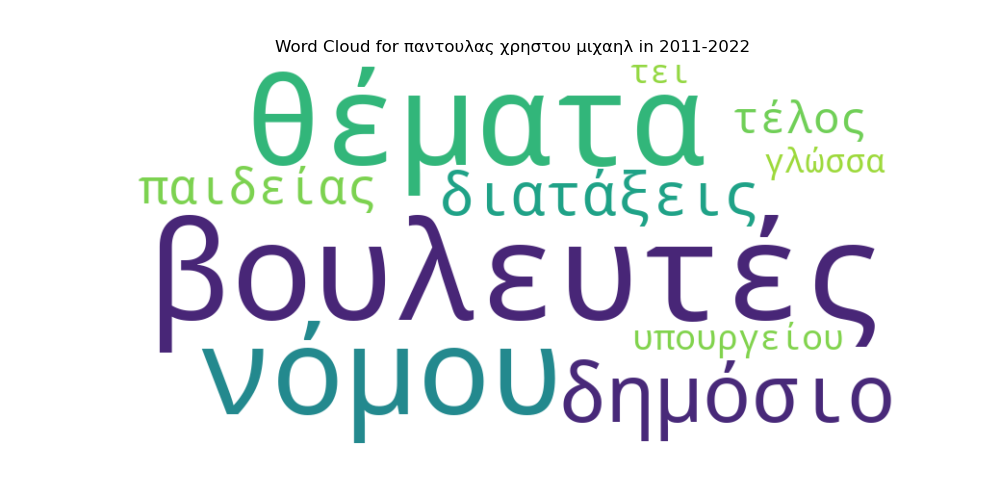 Word Cloud for παντουλας χρηστου μιχαηλ in 2011-2022
τει
θέματα
τέλος
γλώσσα
παιδείας
διατάξεις
βουλευτές
υπουργείου
νόμου
δημόσιο